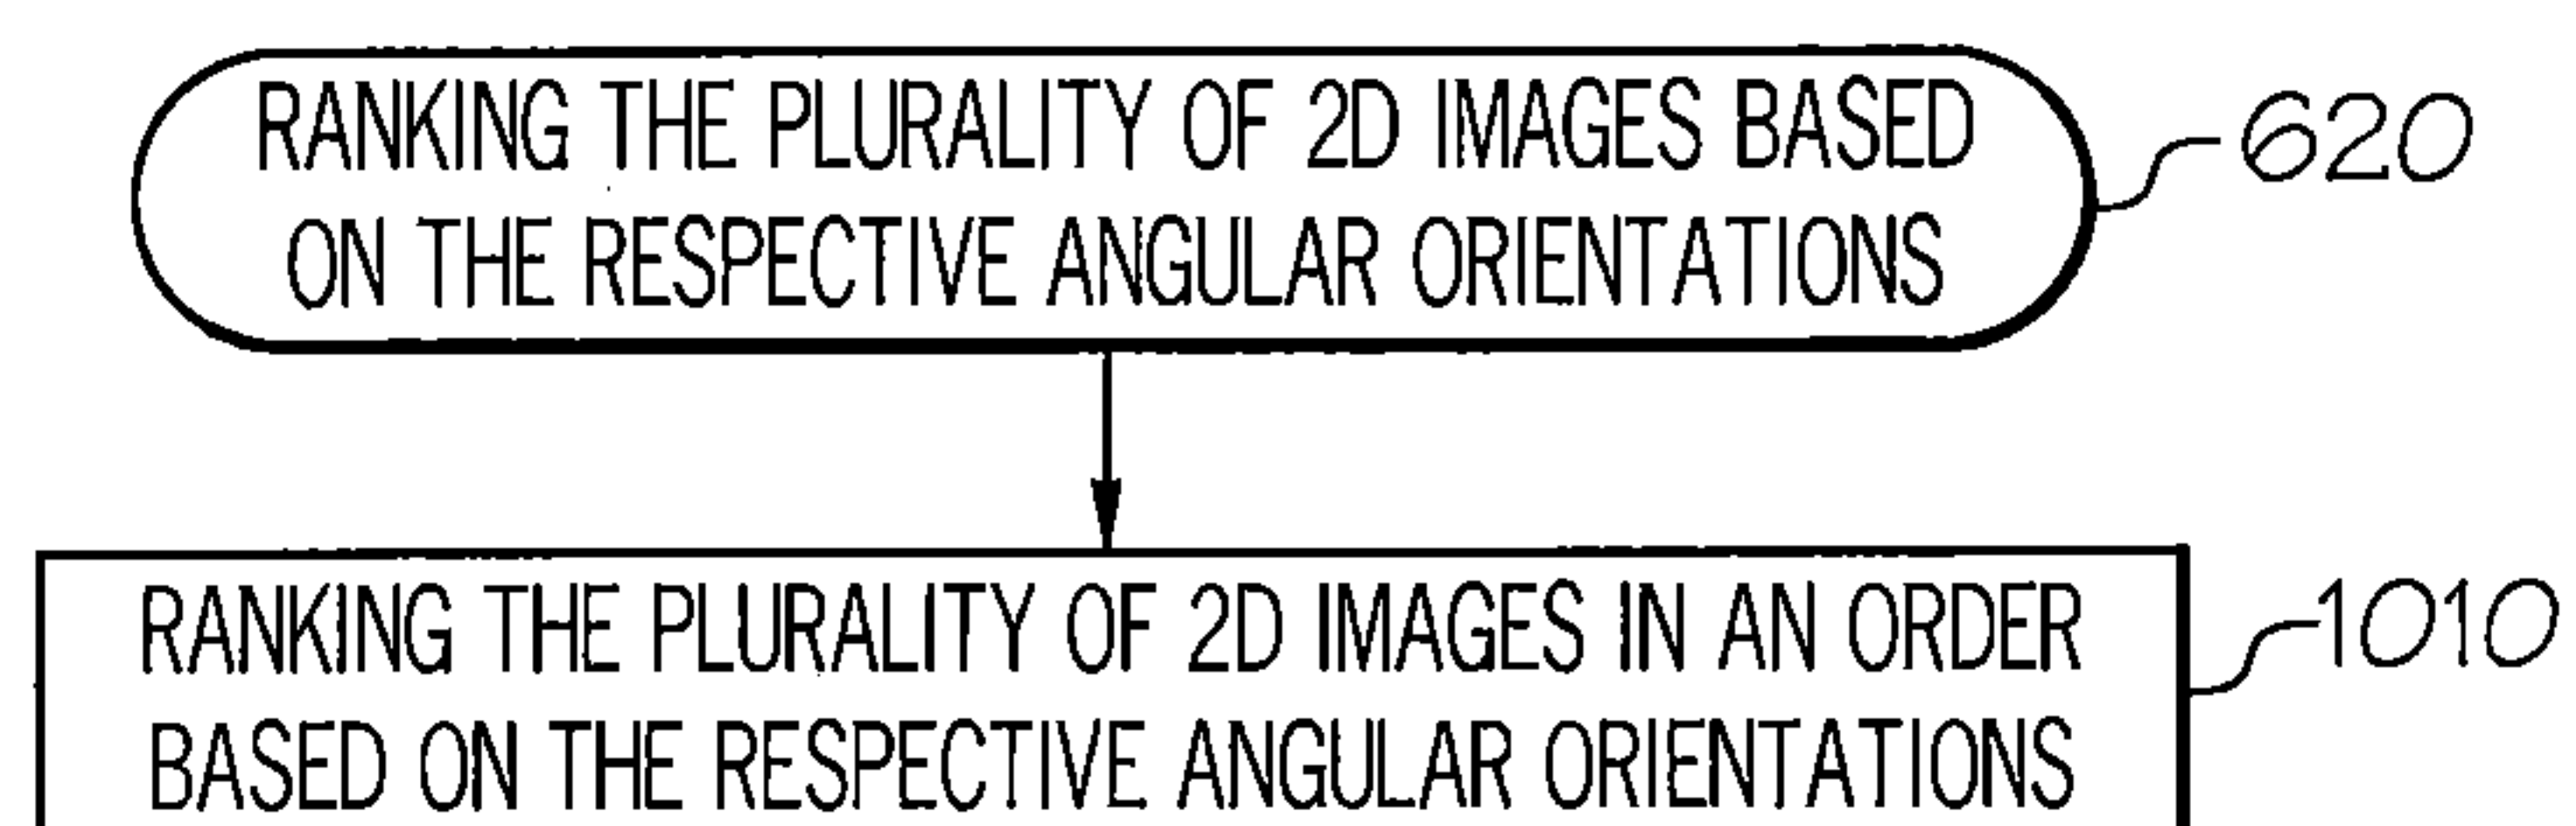 RANKING THE PLURALITY OF 2D IMAGES BASED
ON THE RESPECTIVE ANGULAR ORIENTATIONS
620
RANKING THE PLURALITY OF 2D IMAGES IN AN ORDER
BASED ON THE RESPECTIVE ANGULAR ORIENTATIONS
1010